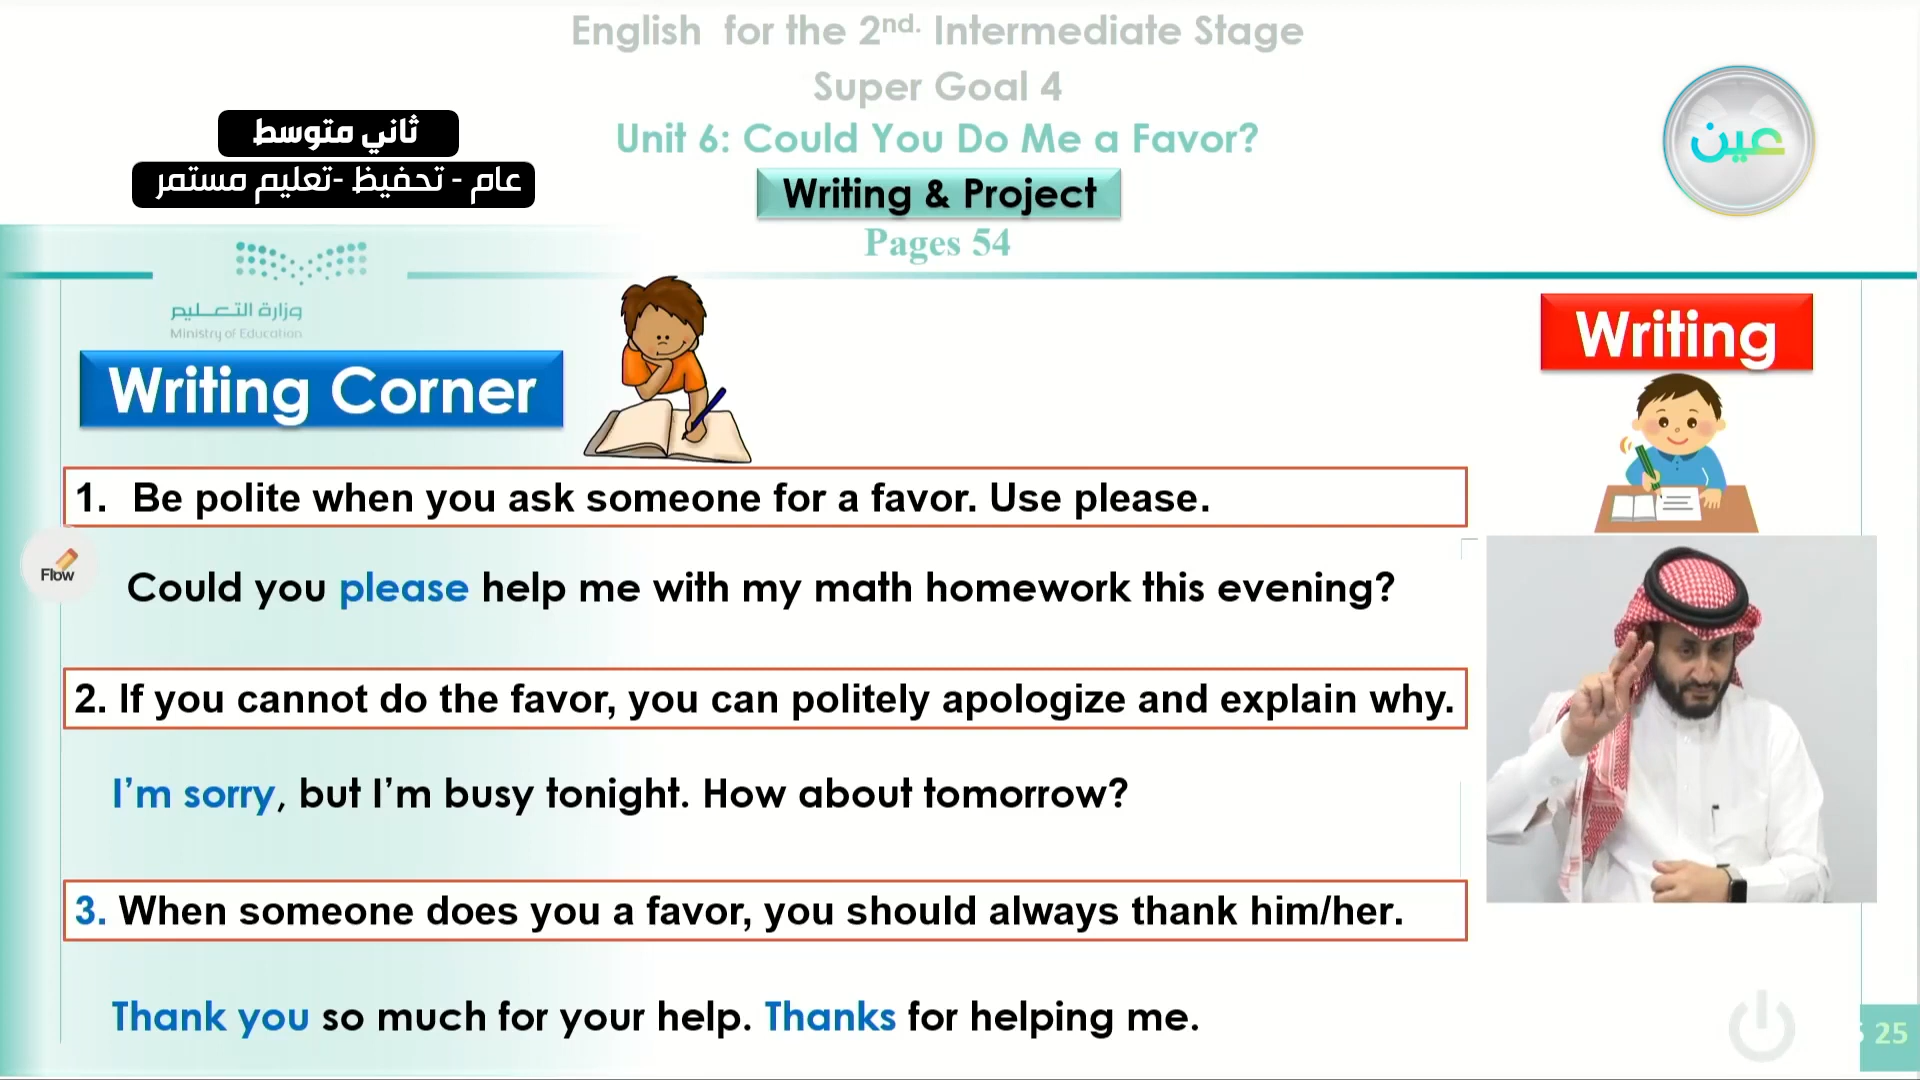 English for the 2nd. Intermediate Stage
Super Goal 4
Unit 6: Could You Do Me a Favor?
Writing & Project
Pages 54
ثاني متوسط
عام - تحفيظ -تعليم مستمر
عين
وزارة التعليم
Ministry of Education
Writing
Writing Corner
1. Be polite when you ask someone for a favor. Use please.
Flow
Could you please help me with my math homework this evening?
2. If you cannot do the favor, you can politely apologize and explain why.
I'm sorry, but I'm busy tonight. How about tomorrow?
3. When someone does you a favor, you should always thank him/her.
Thank you so much for your help. Thanks for helping me.
25